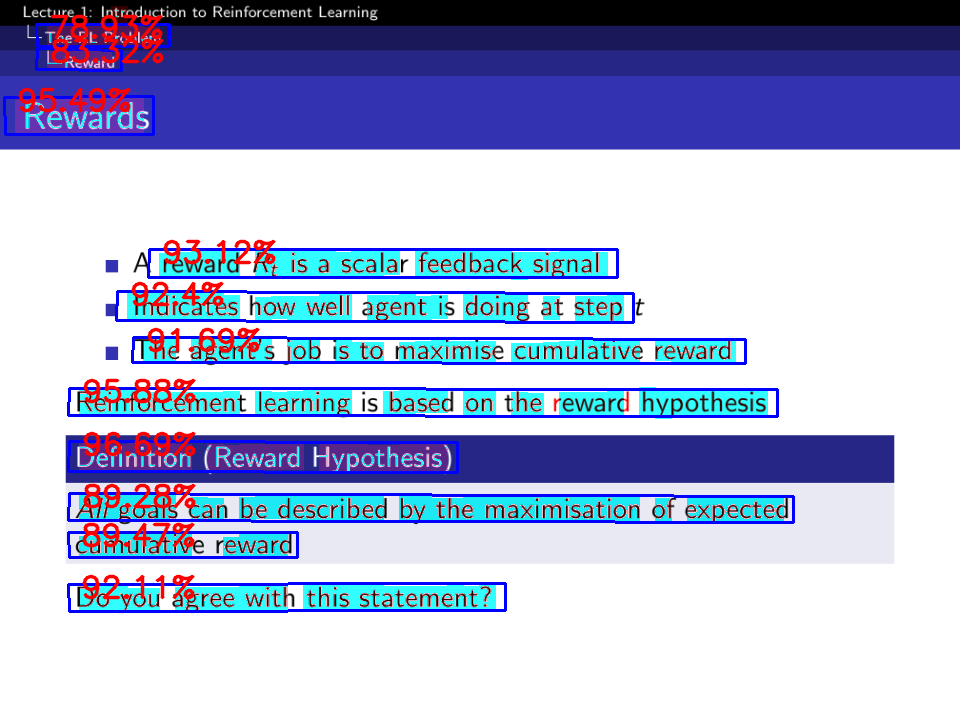 Lecture 1: Introduction to Reinforcement Learning
78.93%
The RL Problem
83.32%
Reward
95.49%
Rewards
93.12%
A reward Rt is a scalar feedback signal
92.4%
Indicates how well agent is doing at step t
91.69%
The agent's job is to maximise cumulative reward
95.88%
Reinforcement learning is based on the reward hypothesis
96.69%
Definition (Reward Hypothesis)
89.28%
All goals can be described by the maximisation of expected
89.47%
cumulative reward
92.11%
Do you agree with this statement?